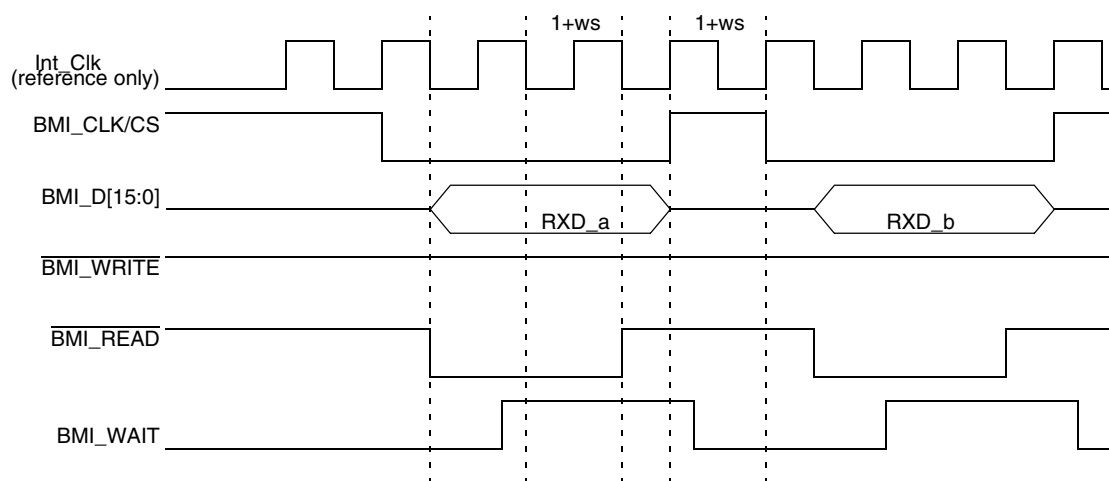 1+ws 1+ws
Int_Clk
(reference only)
BMI_CLK/CS
BMI_D[15:0]
RXD_a RXD_b
BMI_WRITE
BMI_READ
BMI_WAIT